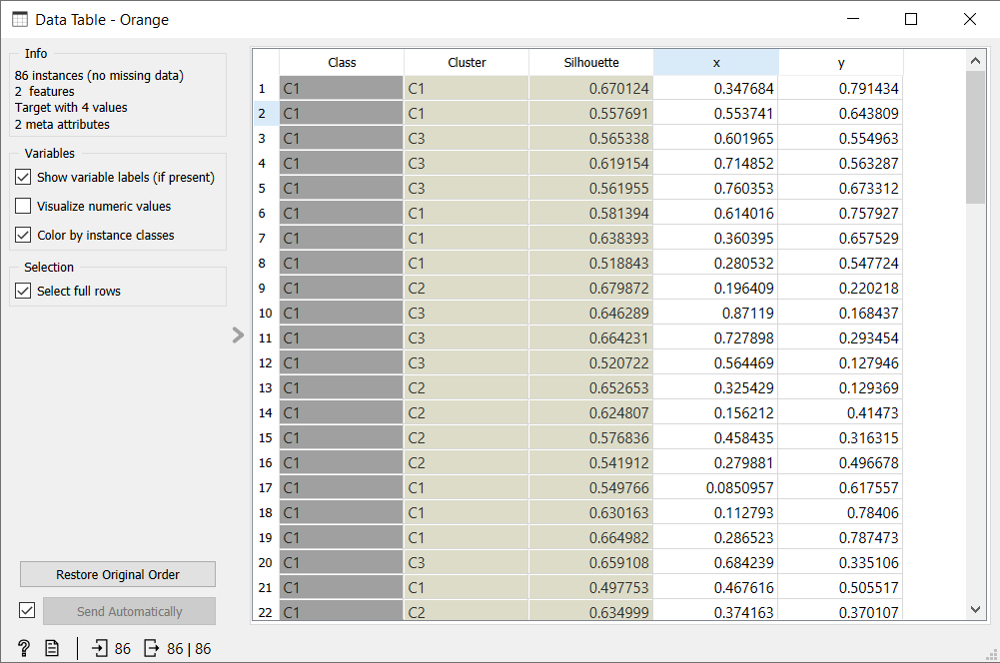 Data Table - Orange
Info
86 instances (no missing data)
2 features
Target with 4 values
2 meta attributes
Variables
Show variable labels (if present)
Visualize numeric values
Color by instance classes
Selection
Select full rows
Restore Original Order
Send Automatically
? 86 86 | 86
Class Cluster Silhouette x y
1 C1 C1 0.670124 0.347684 0.791434
2 C1 C1 0.557691 0.553741 0.643809
3 C1 C3 0.565338 0.601965 0.554963
4 C1 C3 0.619154 0.714852 0.563287
5 C1 C3 0.561955 0.760353 0.673312
6 C1 C1 0.581394 0.614016 0.757927
7 C1 C1 0.638393 0.360395 0.657529
8 C1 C1 0.518843 0.280532 0.547724
9 C1 C2 0.679872 0.196409 0.220218
10 C1 C3 0.646289 0.87119 0.168437
11 C1 C3 0.664231 0.727898 0.293454
12 C1 C3 0.520722 0.564469 0.127946
13 C1 C2 0.652653 0.325429 0.129369
14 C1 C2 0.624807 0.156212 0.41473
15 C1 C2 0.576836 0.458435 0.316315
16 C1 C2 0.541912 0.279881 0.496678
17 C1 C1 0.549766 0.0850957 0.617557
18 C1 C1 0.630163 0.112793 0.78406
19 C1 C1 0.664982 0.286523 0.787473
20 C1 C3 0.659108 0.684239 0.335106
21 C1 C1 0.497753 0.467616 0.505517
22 C1 C2 0.634999 0.374163 0.370107